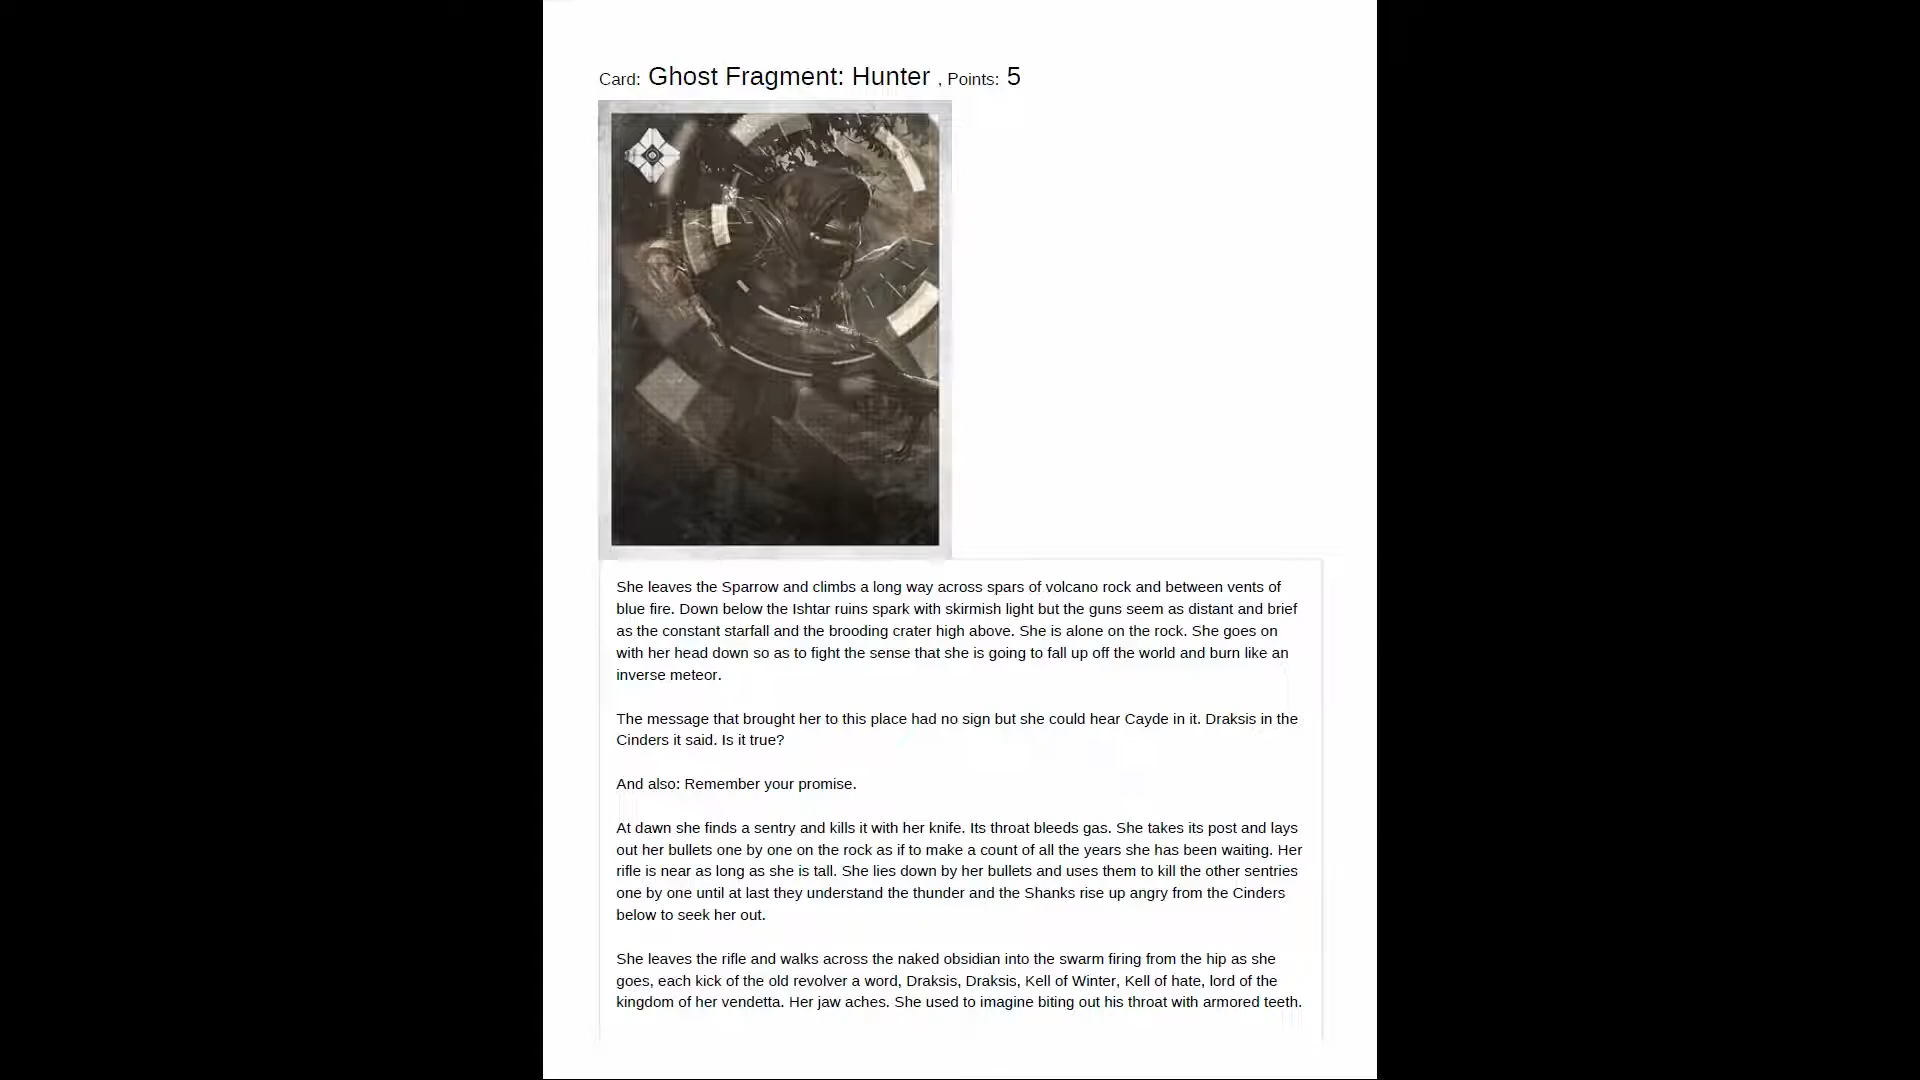 Card: Ghost Fragment: Hunter , Points: 5
She leaves the Sparrow and climbs a long way across spars of volcano rock and between vents of
blue fire. Down below the Ishtar ruins spark with skirmish light but the guns seem as distant and brief
as the constant starfall and the brooding crater high above. She is alone on the rock. She goes on
with her head down so as to fight the sense that she is going to fall up off the world and burn like an
inverse meteor.
The message that brought her to this place had no sign but she could hear Cayde in it. Draksis in the
Cinders it said. Is it true?
And also: Remember your promise.
At dawn she finds a sentry and kills it with her knife. Its throat bleeds gas. She takes its post and lays
out her bullets one by one on the rock as if to make a count of all the years she has been waiting. Her
rifle is near as long as she is tall. She lies down by her bullets and uses them to kill the other sentries
one by one until at last they understand the thunder and the Shanks rise up angry from the Cinders
below to seek her out.
She leaves the rifle and walks across the naked obsidian into the swarm firing from the hip as she
goes, each kick of the old revolver a word, Draksis, Draksis, Kell of Winter, Kell of hate, lord of the
kingdom of her vendetta. Her jaw aches. She used to imagine biting out his throat with armored teeth.